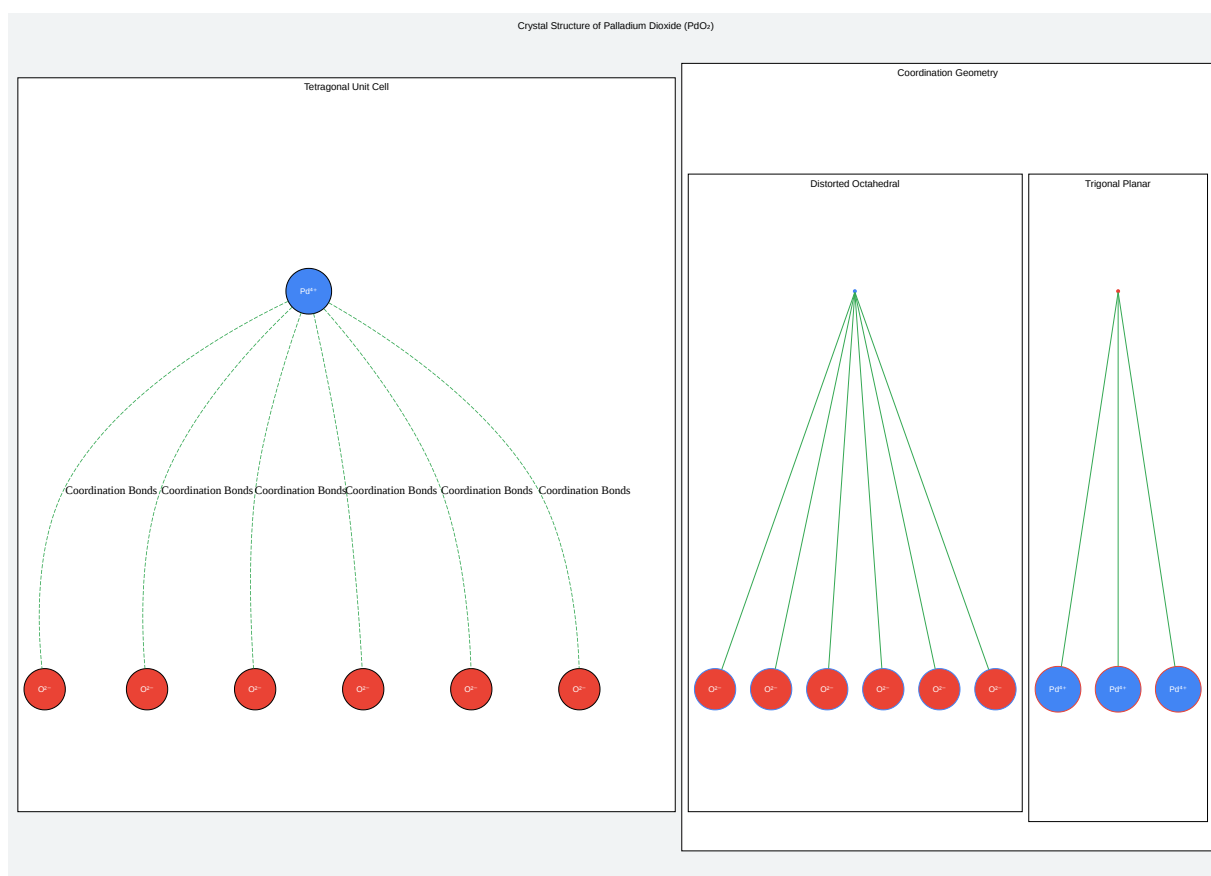 Crystal Structure of Palladium Dioxide (PdO₂)
Tetragonal Unit Cell
Pd⁴⁺
Coordination Bonds Coordination Bonds Coordination Bonds Coordination Bonds Coordination Bonds Coordination Bonds
O²⁻ O²⁻ O²⁻ O²⁻ O²⁻ O²⁻
Coordination Geometry
Distorted Octahedral
O²⁻ O²⁻ O²⁻ O²⁻ O²⁻ O²⁻
Trigonal Planar
Pd⁴⁺ Pd⁴⁺ Pd⁴⁺